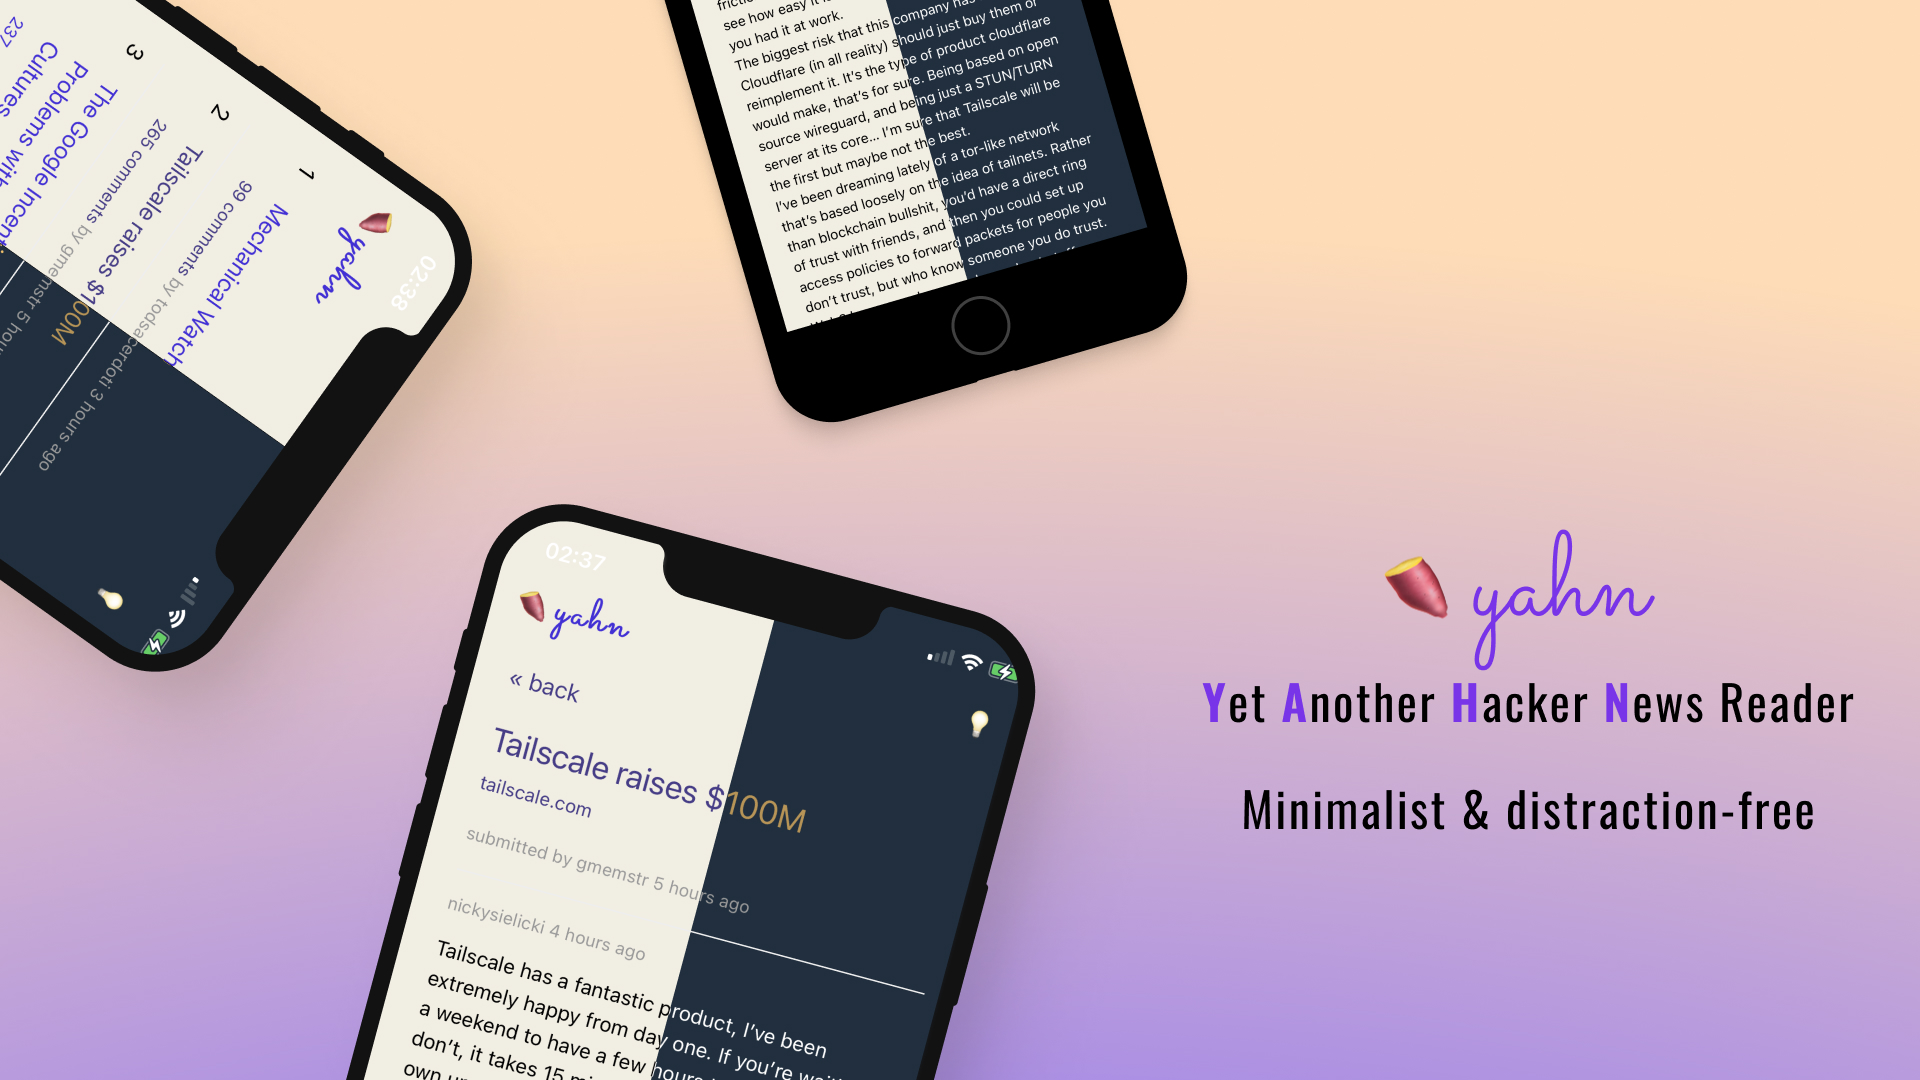 02:38
yahn
1
Mechanical Watch
99 comments by todsacerdoti 3 hours ago
2
Tailscale raises $100M
265 comments by gmemstr 5 hours
3
The Google Incent
Problems with
Cultures
237
see how easy it is
you had it at work.
The biggest risk that this company has
Cloudflare (in all reality) should just buy them or
reimplement it. It's the type of product cloudflare
would make, that's for sure. Being based on open
source wireguard, and being just a STUN/TURN
server at its core... I'm sure that Tailscale will be
the first but maybe not the best.
I've been dreaming lately of a tor-like network
that's based loosely on the idea of tailnets. Rather
than blockchain bullshit, you'd have a direct ring
of trust with friends, and then you could set up
access policies to forward packets for people you
don't trust, but who know someone you do trust.
02:37
yahn
« back
Tailscale raises $100M
tailscale.com
submitted by gmemstr 5 hours ago
nickysielicki 4 hours ago
Tailscale has a fantastic product, I've been
extremely happy from day one. If you're
a weekend to have a few hours
don't, it takes 15
own
yahn
Yet Another Hacker News Reader
Minimalist & distraction-free